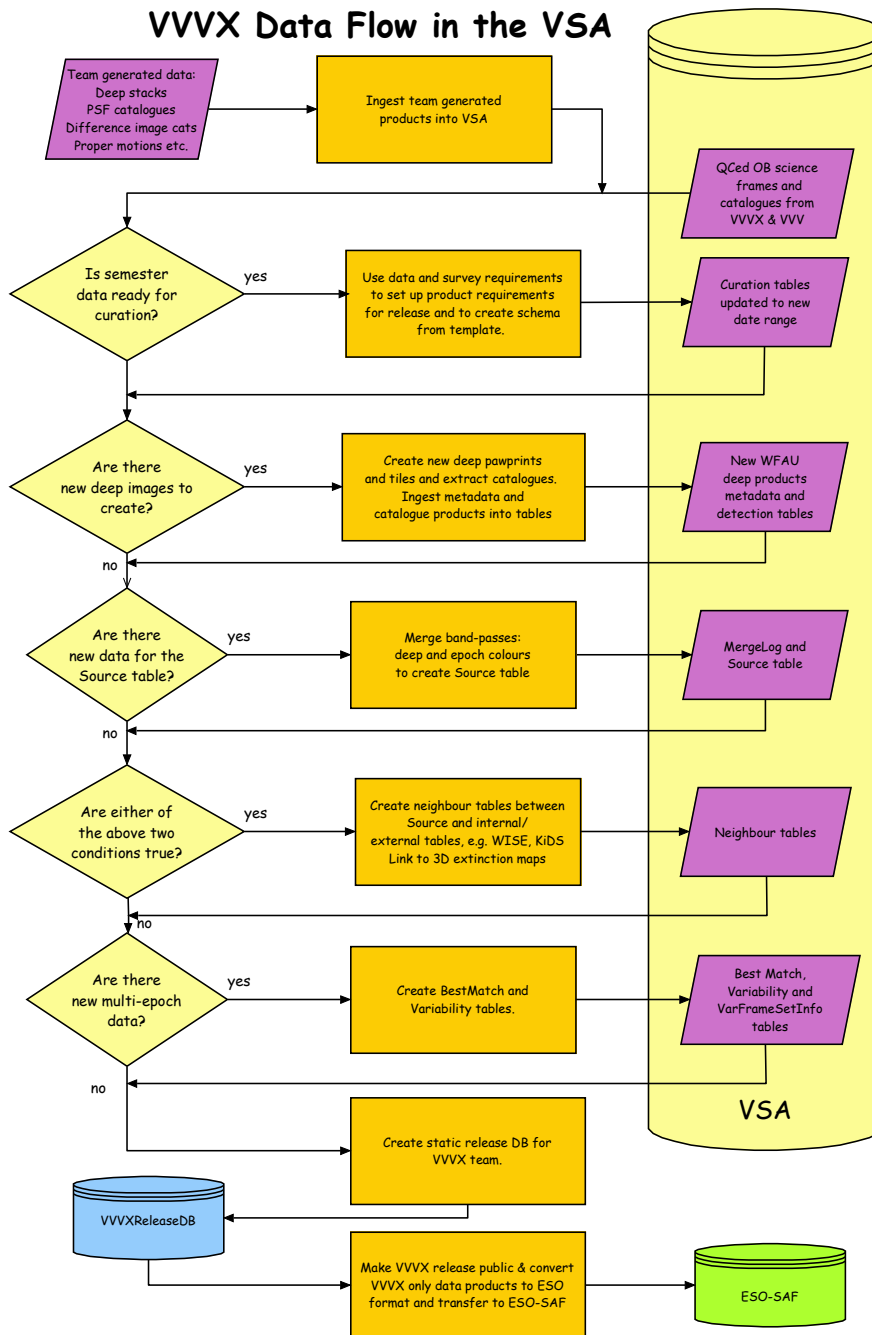 VVVX Data Flow in the VSA
Team generated data:
Deep stacks
PSF catalogues
Difference image cats
Proper motions etc.
Ingest team generated
products into VSA
QCed OB science
frames and
catalogues from
VVVX & VVV
Is semester
data ready for
curation?
yes
Use data and survey requirements
to set up product requirements
for release and to create schema
from template.
Curation tables
updated to new
date range
Are there
new deep images to
create?
yes
Create new deep pawprints
and tiles and extract catalogues.
Ingest metadata and
catalogue products into tables
New WFAU
deep products
metadata and
detection tables
no
Are there
new data for the
Source table?
yes
Merge band-passes:
deep and epoch colours
to create Source table
MergeLog and
Source table
no
Are either of
the above two
conditions true?
yes
Create neighbour tables between
Source and internal/
external tables, e.g. WISE, KiDS
Link to 3D extinction maps
Neighbour tables
no
Are there
new multi-epoch
data?
yes
Create BestMatch and
Variability tables.
Best Match,
Variability and
VarFrameSetInfo
tables
no
VSA
Create static release DB for
VVVX team.
VVVXReleaseDB
Make VVVX release public & convert
VVVX only data products to ESO
format and transfer to ESO-SAF
ESO-SAF